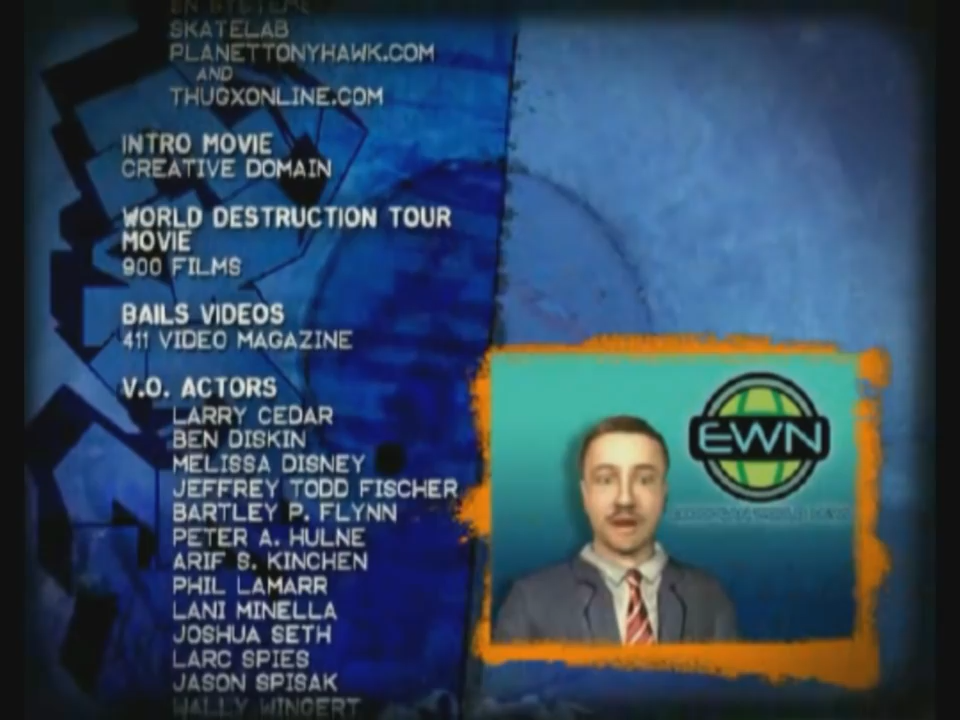 SKATELAB
PLANETTONYHAWK.COM
AND
THUGXONLINE.COM
INTRO MOVIE
CREATIVE DOMAIN
WORLD DESTRUCTION TOUR
MOVIE
900 FILMS
BAILS VIDEOS
411 VIDEO MAGAZINE
V.O. ACTORS
LARRY CEDAR
BEN DISKIN
MELISSA DISNEY
JEFFREY TODD FISCHER
BARTLEY P. FLYNN
PETER A. HULNE
ARIF S. KINCHEN
PHIL LAMARR
LANI MINELLA
JOSHUA SETH
LARC SPIES
JASON SPISAK
WALLY WINGERT
EWN